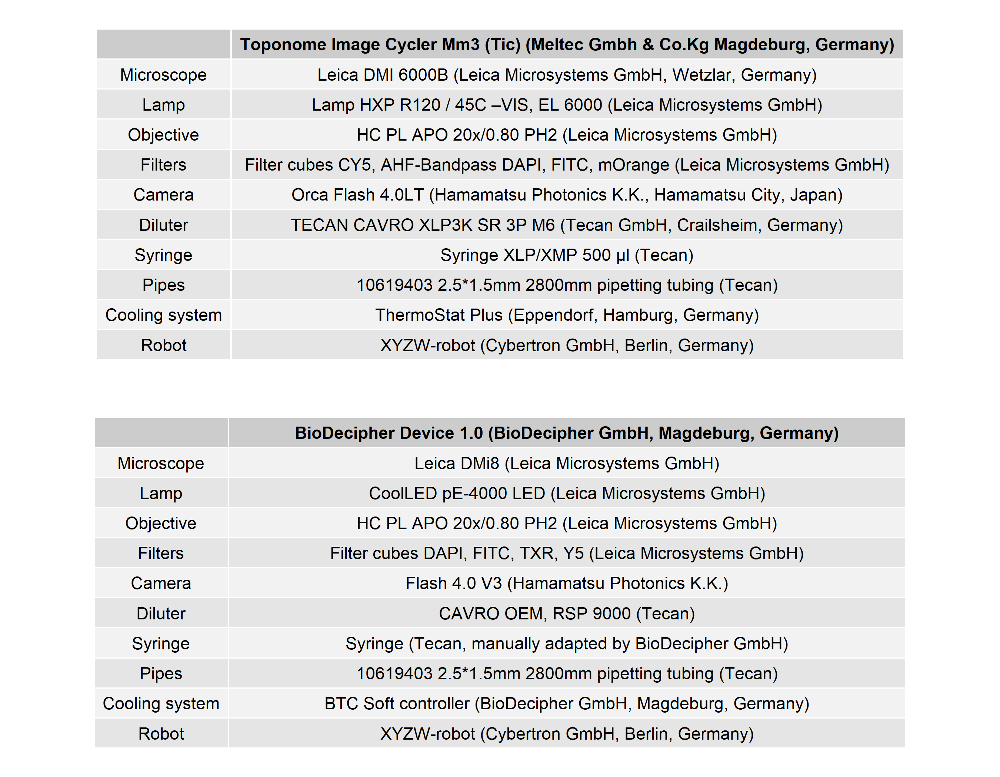 Toponome Image Cycler Mm3 (Tic) (Meltec Gmbh & Co.Kg Magdeburg, Germany)
Microscope Leica DMI 6000B (Leica Microsystems GmbH, Wetzlar, Germany)
Lamp Lamp HXP R120 / 45C –VIS, EL 6000 (Leica Microsystems GmbH)
Objective HC PL APO 20x/0.80 PH2 (Leica Microsystems GmbH)
Filters Filter cubes CY5, AHF-Bandpass DAPI, FITC, mOrange (Leica Microsystems GmbH)
Camera Orca Flash 4.0LT (Hamamatsu Photonics K.K., Hamamatsu City, Japan)
Diluter TECAN CAVRO XLP3K SR 3P M6 (Tecan GmbH, Crailsheim, Germany)
Syringe Syringe XLP/XMP 500 µl (Tecan)
Pipes 10619403 2.5*1.5mm 2800mm pipetting tubing (Tecan)
Cooling system ThermoStat Plus (Eppendorf, Hamburg, Germany)
Robot XYZW-robot (Cybertron GmbH, Berlin, Germany)
BioDecipher Device 1.0 (BioDecipher GmbH, Magdeburg, Germany)
Microscope Leica DMi8 (Leica Microsystems GmbH)
Lamp CoolLED pE-4000 LED (Leica Microsystems GmbH)
Objective HC PL APO 20x/0.80 PH2 (Leica Microsystems GmbH)
Filters Filter cubes DAPI, FITC, TXR, Y5 (Leica Microsystems GmbH)
Camera Flash 4.0 V3 (Hamamatsu Photonics K.K.)
Diluter CAVRO OEM, RSP 9000 (Tecan)
Syringe Syringe (Tecan, manually adapted by BioDecipher GmbH)
Pipes 10619403 2.5*1.5mm 2800mm pipetting tubing (Tecan)
Cooling system BTC Soft controller (BioDecipher GmbH, Magdeburg, Germany)
Robot XYZW-robot (Cybertron GmbH, Berlin, Germany)